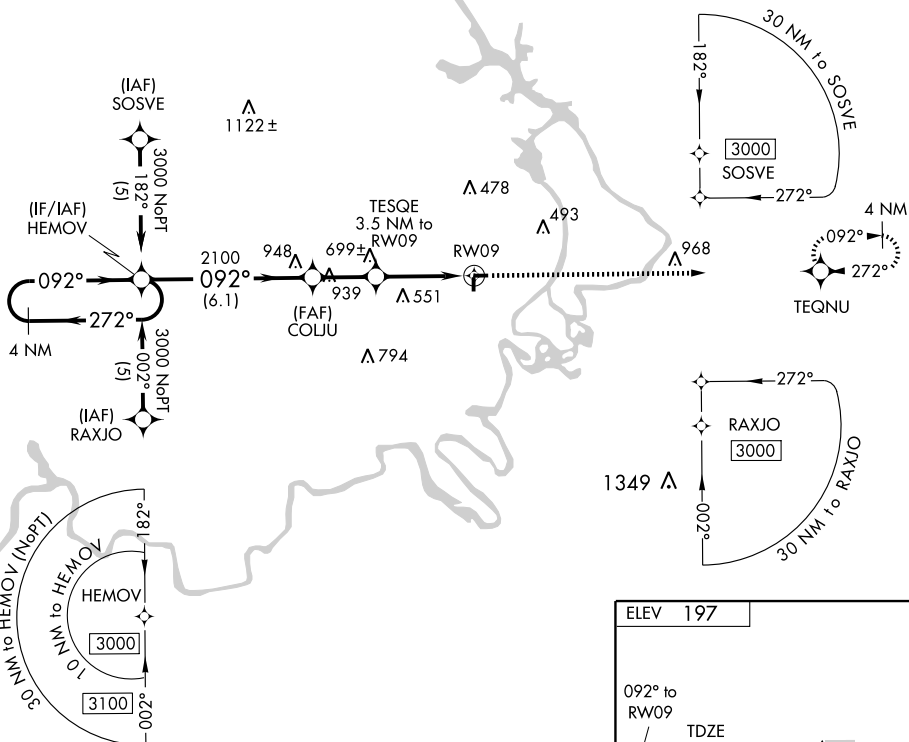 (IAF)
SOSVE
1122 ±
3000 NoPT
182°
(5)
(IF/IAF)
HEMOV
092°
272°
4 NM
2100
092°
(6.1)
948
699±
939
(FAF)
COLJU
TESQE
3.5 NM to
RW09
551
794
478
493
RW09
968
3000 NoPT
002°
(5)
(IAF)
RAXJO
30 NM to SOSVE
182°
3000
SOSVE
272°
4 NM
092°
272°
TEQNU
272°
RAXJO
3000
002°
30 NM to RAXJO
1349
30 NM to HEMOV (NoPT)
10 NM to HEMOV
182°
HEMOV
3000
3100
002°
ELEV 197
092° to
RW09
TDZE